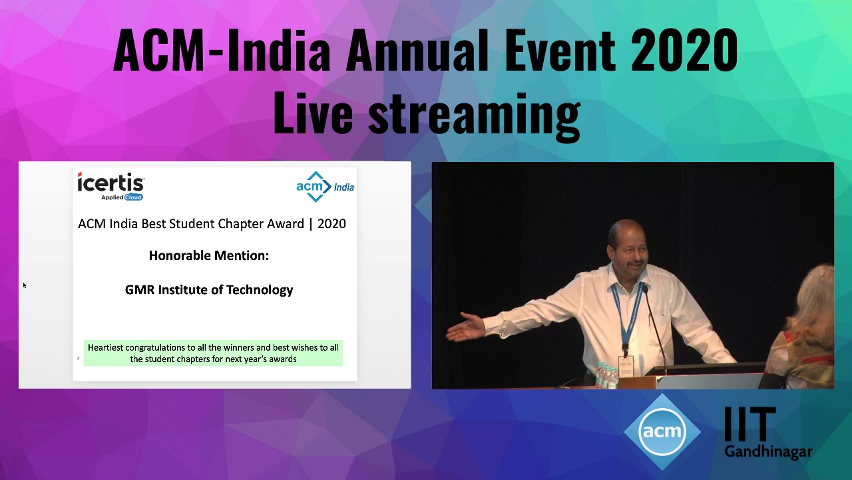 ACM-India Annual Event 2020
Live streaming
icertis
Applied Cloud
acm India
ACM India Best Student Chapter Award | 2020
Honorable Mention:
GMR Institute of Technology
Heartiest congratulations to all the winners and best wishes to all
the student chapters for next year's awards
acm
IIT
Gandhinagar